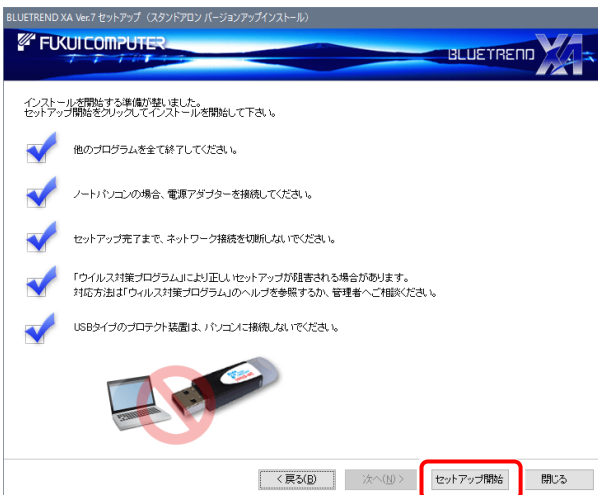 BLUETREND XA Ver.7 セットアップ（スタンドアロン バージョンアップインストール）
FUKUI COMPUTER
BLUETREND XA
インストールを開始する準備が整いました。
セットアップ開始をクリックしてインストールを開始して下さい。
他のプログラムを全て終了してください。
ノートパソコンの場合、電源アダプターを接続してください。
セットアップ完了まで、ネットワーク接続を切断しないでください。
「ウイルス対策プログラム」により正しいセットアップが阻害される場合があります。
対応方法は「ウィルス対策プログラム」のヘルプを参照するか、管理者へご相談ください。
USBタイプのプロテクト装置は、パソコンに接続しないでください。
< 戻る(B)
次へ(N) >
セットアップ開始
閉じる